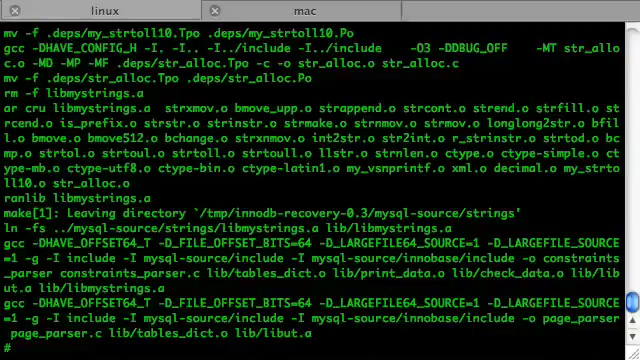 linux
mac
mv -f .deps/my_strtoll10.Tpo .deps/my_strtoll10.Po
gcc -DHAVE_CONFIG_H -I. -I.. -I../include -I../include    -O3 -DDBUG_OFF    -MT str_allo
c.o -MD -MP -MF .deps/str_alloc.Tpo -c -o str_alloc.o str_alloc.c
mv -f .deps/str_alloc.Tpo .deps/str_alloc.Po
rm -f libmystrings.a
ar cru libmystrings.a  strxmov.o bmove_upp.o strappend.o strcont.o strend.o strfill.o st
rcend.o is_prefix.o strstr.o strinstr.o strmake.o strnmov.o strmov.o longlong2str.o bfil
l.o bmove.o bmove512.o bchange.o strxnmov.o int2str.o str2int.o r_strinstr.o strtod.o bc
mp.o strtol.o strtoul.o strtoll.o strtoull.o llstr.o strnlen.o ctype.o ctype-simple.o ct
ype-mb.o ctype-utf8.o ctype-bin.o ctype-latin1.o my_vsnprintf.o xml.o decimal.o my_strto
ll10.o str_alloc.o
ranlib libmystrings.a
make[1]: Leaving directory `/tmp/innodb-recovery-0.3/mysql-source/strings'
ln -fs ../mysql-source/strings/libmystrings.a lib/libmystrings.a
gcc -DHAVE_OFFSET64_T -D_FILE_OFFSET_BITS=64 -D_LARGEFILE64_SOURCE=1 -D_LARGEFILE_SOURCE
=1 -g -I include -I mysql-source/include -I mysql-source/innobase/include -o constraints
_parser constraints_parser.c lib/tables_dict.o lib/print_data.o lib/check_data.o lib/lib
ut.a lib/libmystrings.a
gcc -DHAVE_OFFSET64_T -D_FILE_OFFSET_BITS=64 -D_LARGEFILE64_SOURCE=1 -D_LARGEFILE_SOURCE
=1 -g -I include -I mysql-source/include -I mysql-source/innobase/include -o page_parser
 page_parser.c lib/tables_dict.o lib/libut.a
#